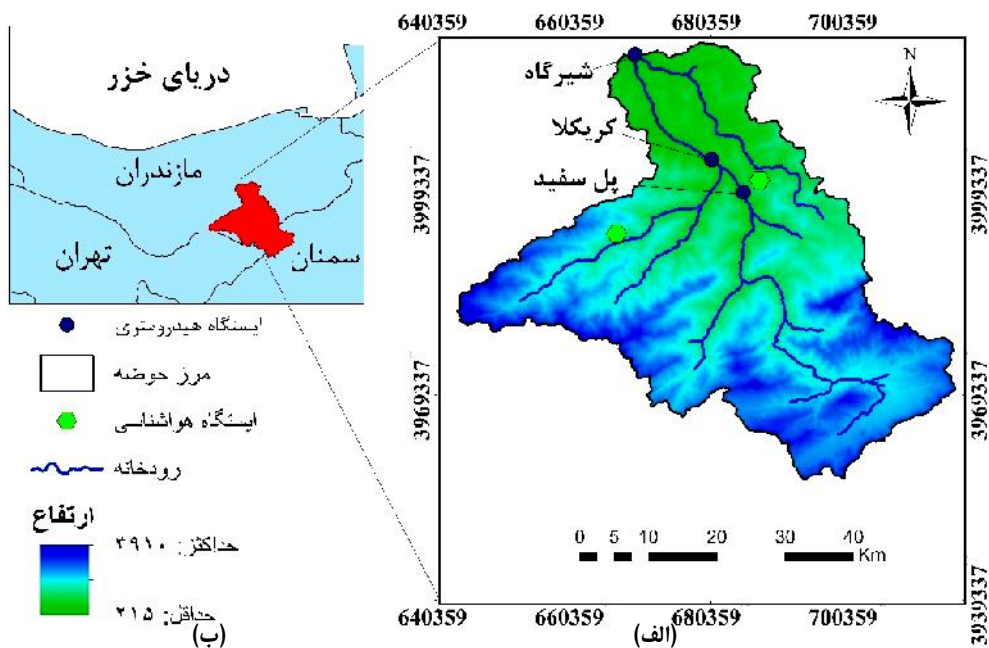 640359 660359 680359 700359
دریای خزر
مازندران
تهران
سمنان
N
شیرگاه
کریکلا
پل سفید
3999337
3999337
3969337
3969337
3939337
ایستگاه هیدرومتری
مرز حوضه
ایستگاه هواشناسی
رودخانه
ارتفاع
حداکثر: ۳۹۱۰
حداقل: ۲۱۵
0 5 10 20 30 40
Km
640359 660359 680359 700359
(الف)
(ب)